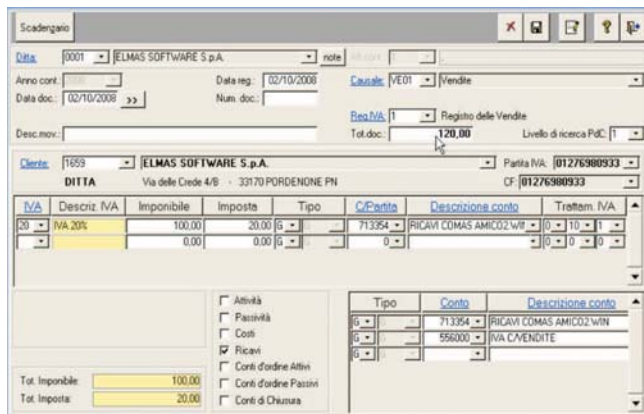 Scadenzario
Ditta: 0001 ELMAS SOFTWARE S.p.A. note
Anno cont.: Data reg.: 02/10/2008 Causale: VE01 Vendite
Data doc.: 02/10/2008 >> Num. doc.:
Reg.IVA: 1 Registro delle Vendite
Desc.mov.: Tot.doc.: 120,00 Livello di ricerca PdC: 1
Cliente: 1659 ELMAS SOFTWARE S.p.A. Partita IVA: 01276980933
DITTA Via delle Crede 4/B - 33170 PORDENONE PN CF: 01276980933
IVA Descriz. IVA Imponibile Imposta Tipo C/Partita Descrizione conto Trattam. IVA
20 IVA 20% 100,00 20,00 G 713354 RICAVI COMAS AMICO2.WIN 0 10 1
0,00 0,00 G 0 0 0 0
Attività
Passività
Costi
Ricavi
Conti d'ordine Attivi
Conti d'ordine Passivi
Conti di Chiusura
Tipo Conto Descrizione conto
G 713354 RICAVI COMAS AMICO2.WIN
G 556000 IVA C/VENDITE
G
Tot. Imponibile: 100,00
Tot. Imposta: 20,00